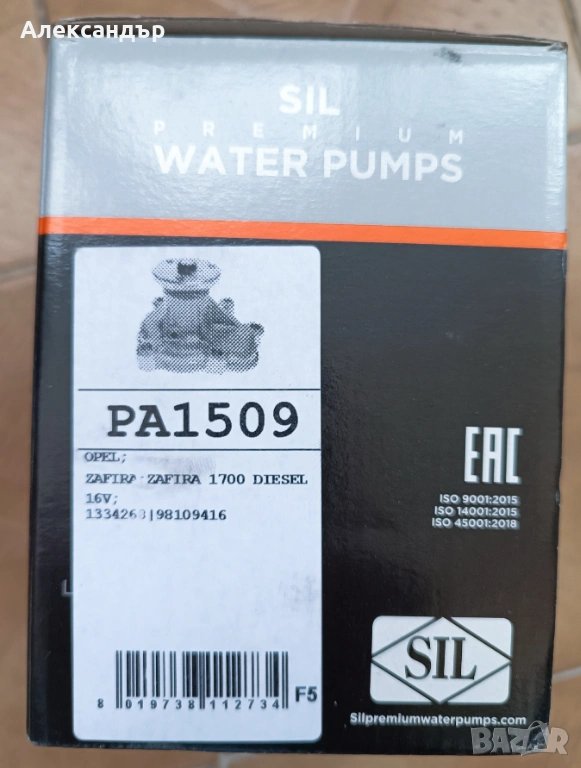 Александър
SIL
PREMIUM
WATER PUMPS
PA1509
OPEL;
ZAFIRA ZAFIRA 1700 DIESEL
16V;
1334268|98109416
EAC
ISO 9001:2015
ISO 14001:2015
ISO 45001:2018
8 019738 112734
F5
SIL
Silpremiumwaterpumps.com
BAZAR